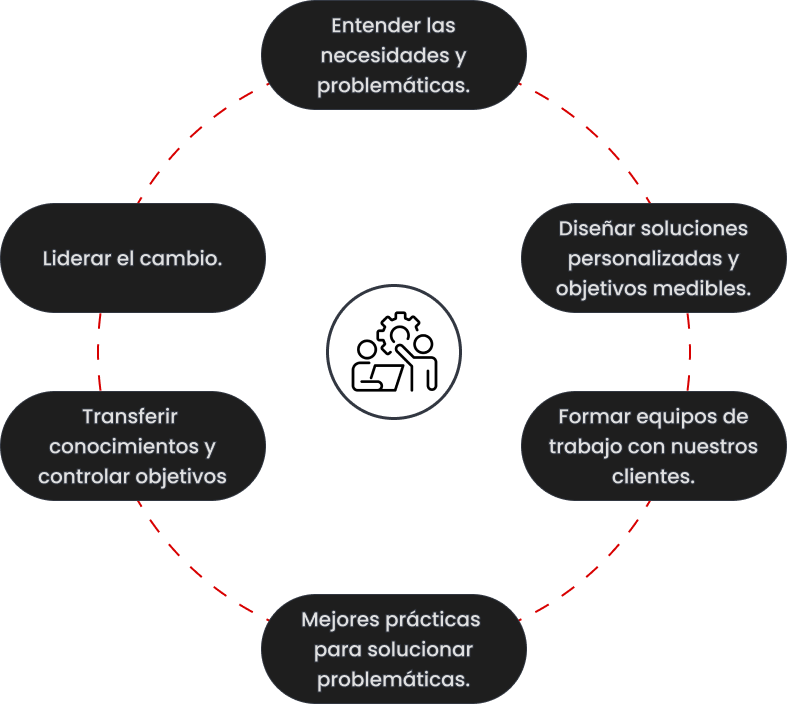 Entender las
necesidades y
problemáticas.
Liderar el cambio.
Diseñar soluciones
personalizadas y
objetivos medibles.
Transferir
conocimientos y
controlar objetivos
Formar equipos de
trabajo con nuestros
clientes.
Mejores prácticas
para solucionar
problemáticas.